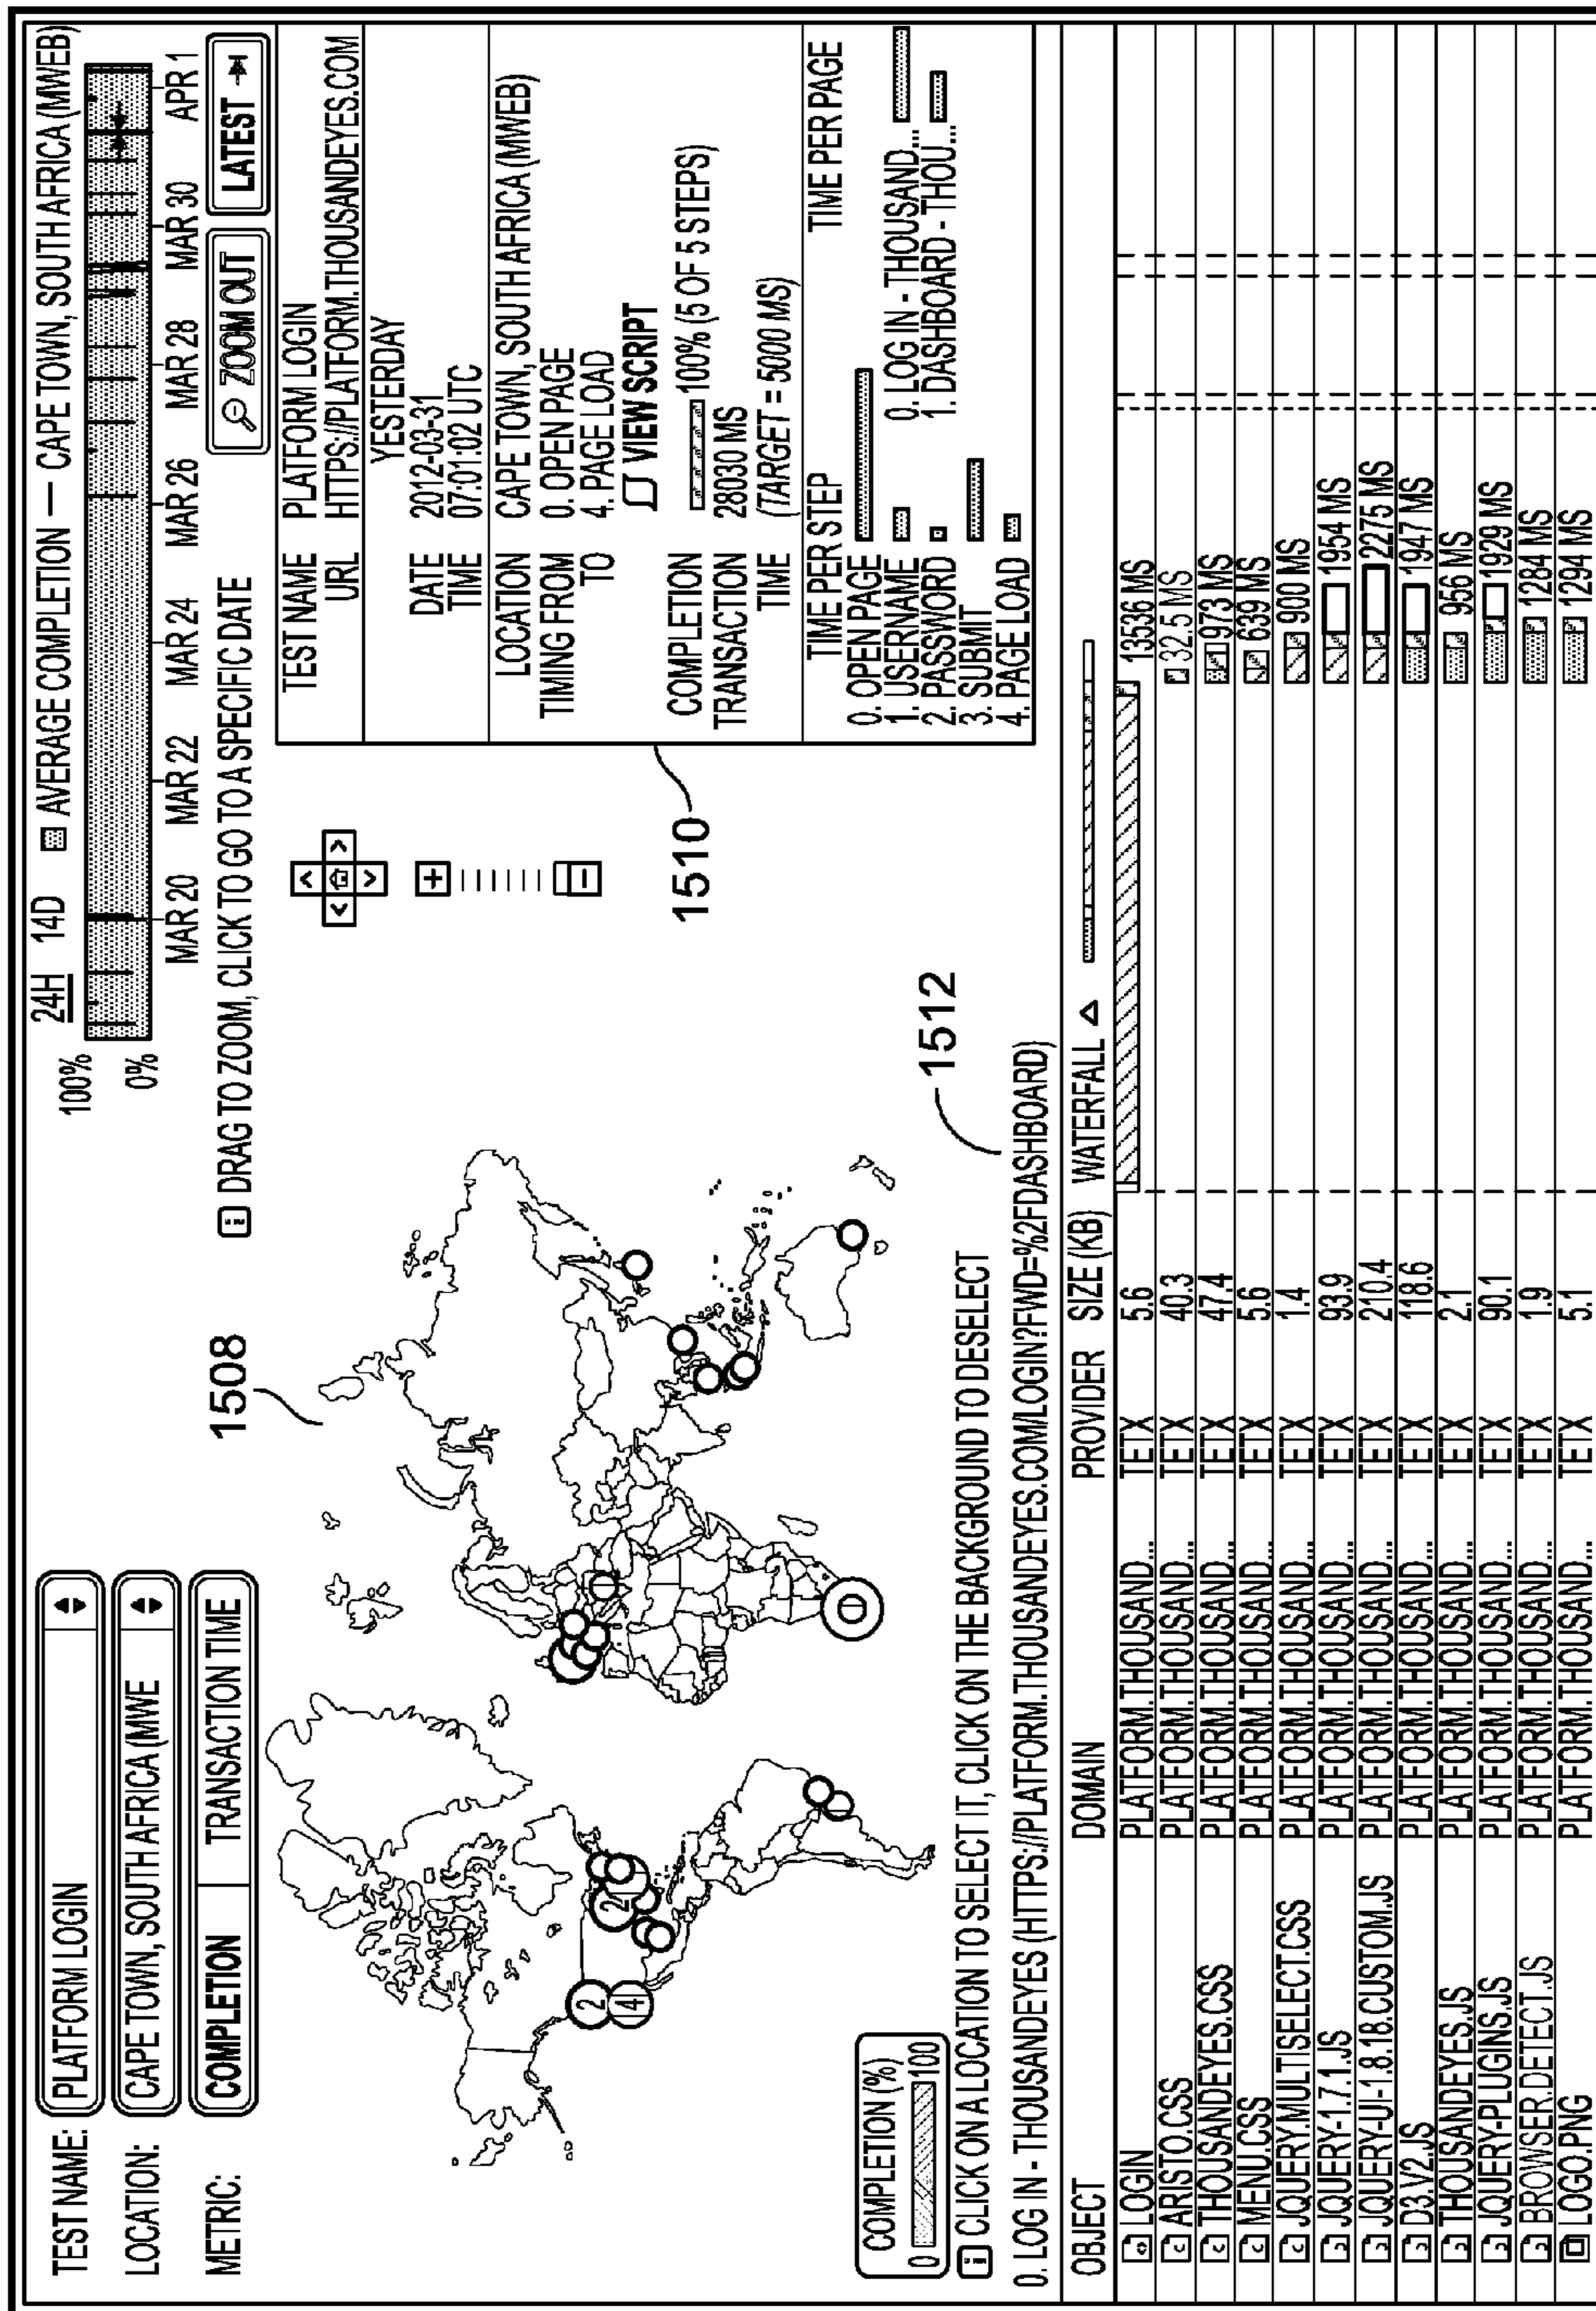 TEST NAME: PLATFORM LOGIN
LOCATION: CAPE TOWN, SOUTH AFRICA (MWE
METRIC: COMPLETION TRANSACTION TIME
24H 14D AVERAGE COMPLETION — CAPE TOWN, SOUTH AFRICA (MWEB)
100%
0%
MAR 20 MAR 22 MAR 24 MAR 26 MAR 28 MAR 30 APR 1
i DRAG TO ZOOM, CLICK TO GO TO A SPECIFIC DATE
ZOOM OUT LATEST
1508
2
14
2
COMPLETION (%)
0 100
i CLICK ON A LOCATION TO SELECT IT, CLICK ON THE BACKGROUND TO DESELECT
TEST NAME PLATFORM LOGIN
URL HTTPS://PLATFORM.THOUSANDEYES.COM
YESTERDAY
DATE 2012-03-31
TIME 07:01:02 UTC
LOCATION CAPE TOWN, SOUTH AFRICA (MWEB)
TIMING FROM 0. OPEN PAGE
TO 4. PAGE LOAD
VIEW SCRIPT
COMPLETION 100% (5 OF 5 STEPS)
TRANSACTION 28030 MS
TIME (TARGET = 5000 MS)
TIME PER STEP TIME PER PAGE
0. OPEN PAGE
1. USERNAME 0. LOG IN - THOUSAND...
2. PASSWORD 1. DASHBOARD - THOU...
3. SUBMIT
4. PAGE LOAD
1510
1512
0. LOG IN - THOUSANDEYES (HTTPS://PLATFORM.THOUSANDEYES.COM/LOGIN?FWD=%2FDASHBOARD)
OBJECT DOMAIN PROVIDER SIZE (KB) WATERFALL
LOGIN PLATFORM.THOUSAND... TETX 5.6 13536 MS
ARISTO.CSS PLATFORM.THOUSAND... TETX 40.3 32.5 MS
THOUSANDEYES.CSS PLATFORM.THOUSAND... TETX 47.4 973 MS
MENU.CSS PLATFORM.THOUSAND... TETX 5.6 639 MS
JQUERY.MULTISELECT.CSS PLATFORM.THOUSAND... TETX 1.4 900 MS
JQUERY-1.7.1.JS PLATFORM.THOUSAND... TETX 93.9 1954 MS
JQUERY-UI-1.8.18.CUSTOM.JS PLATFORM.THOUSAND... TETX 210.4 2275 MS
D3.V2.JS PLATFORM.THOUSAND... TETX 118.6 1947 MS
THOUSANDEYES.JS PLATFORM.THOUSAND... TETX 2.1 956 MS
JQUERY-PLUGINS.JS PLATFORM.THOUSAND... TETX 90.1 1929 MS
BROWSER.DETECT.JS PLATFORM.THOUSAND... TETX 1.9 1284 MS
LOGO.PNG PLATFORM.THOUSAND... TETX 5.1 1294 MS